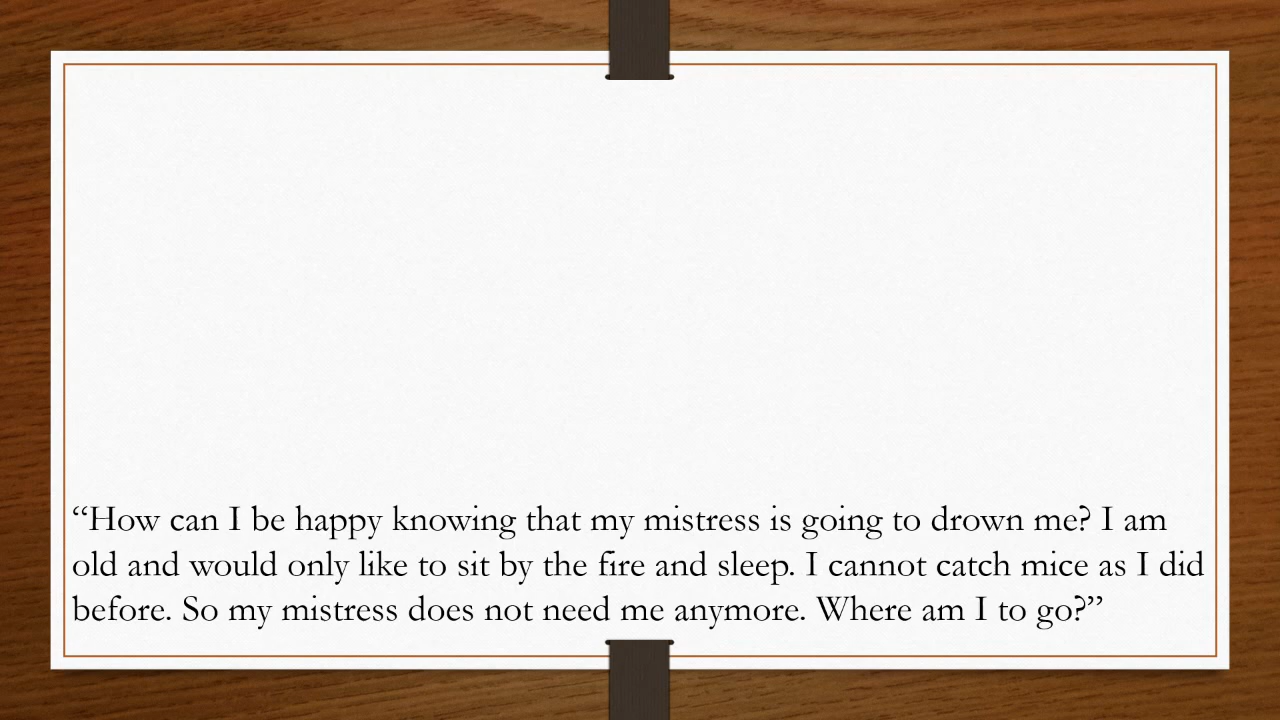 “How can I be happy knowing that my mistress is going to drown me? I am
old and would only like to sit by the fire and sleep. I cannot catch mice as I did
before. So my mistress does not need me anymore. Where am I to go?”